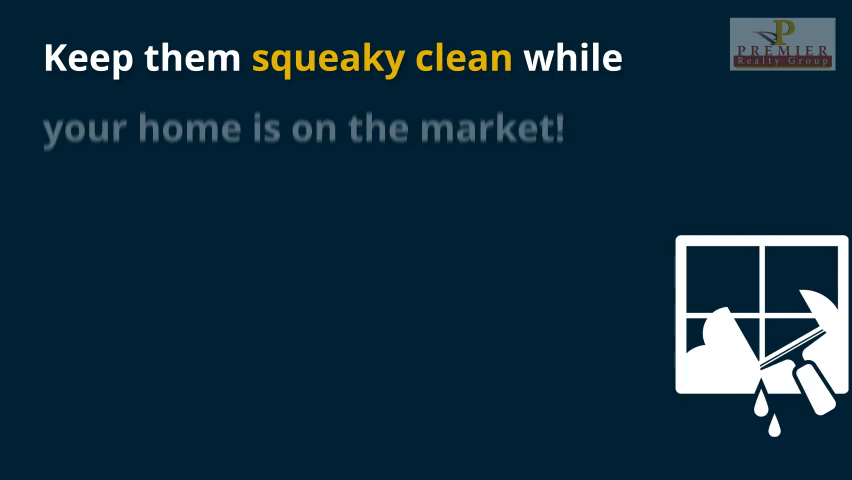 Keep them squeaky clean while
your home is on the market!
P
PREMIER
Realty Group